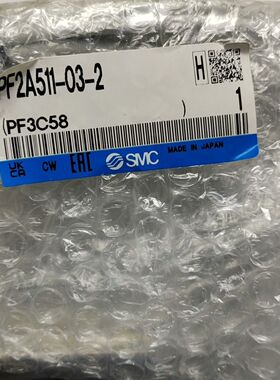 PF2A511-03-2
H
(PF3C58 )
1
MADE IN JAPAN
UK
CA CW EAC SMC